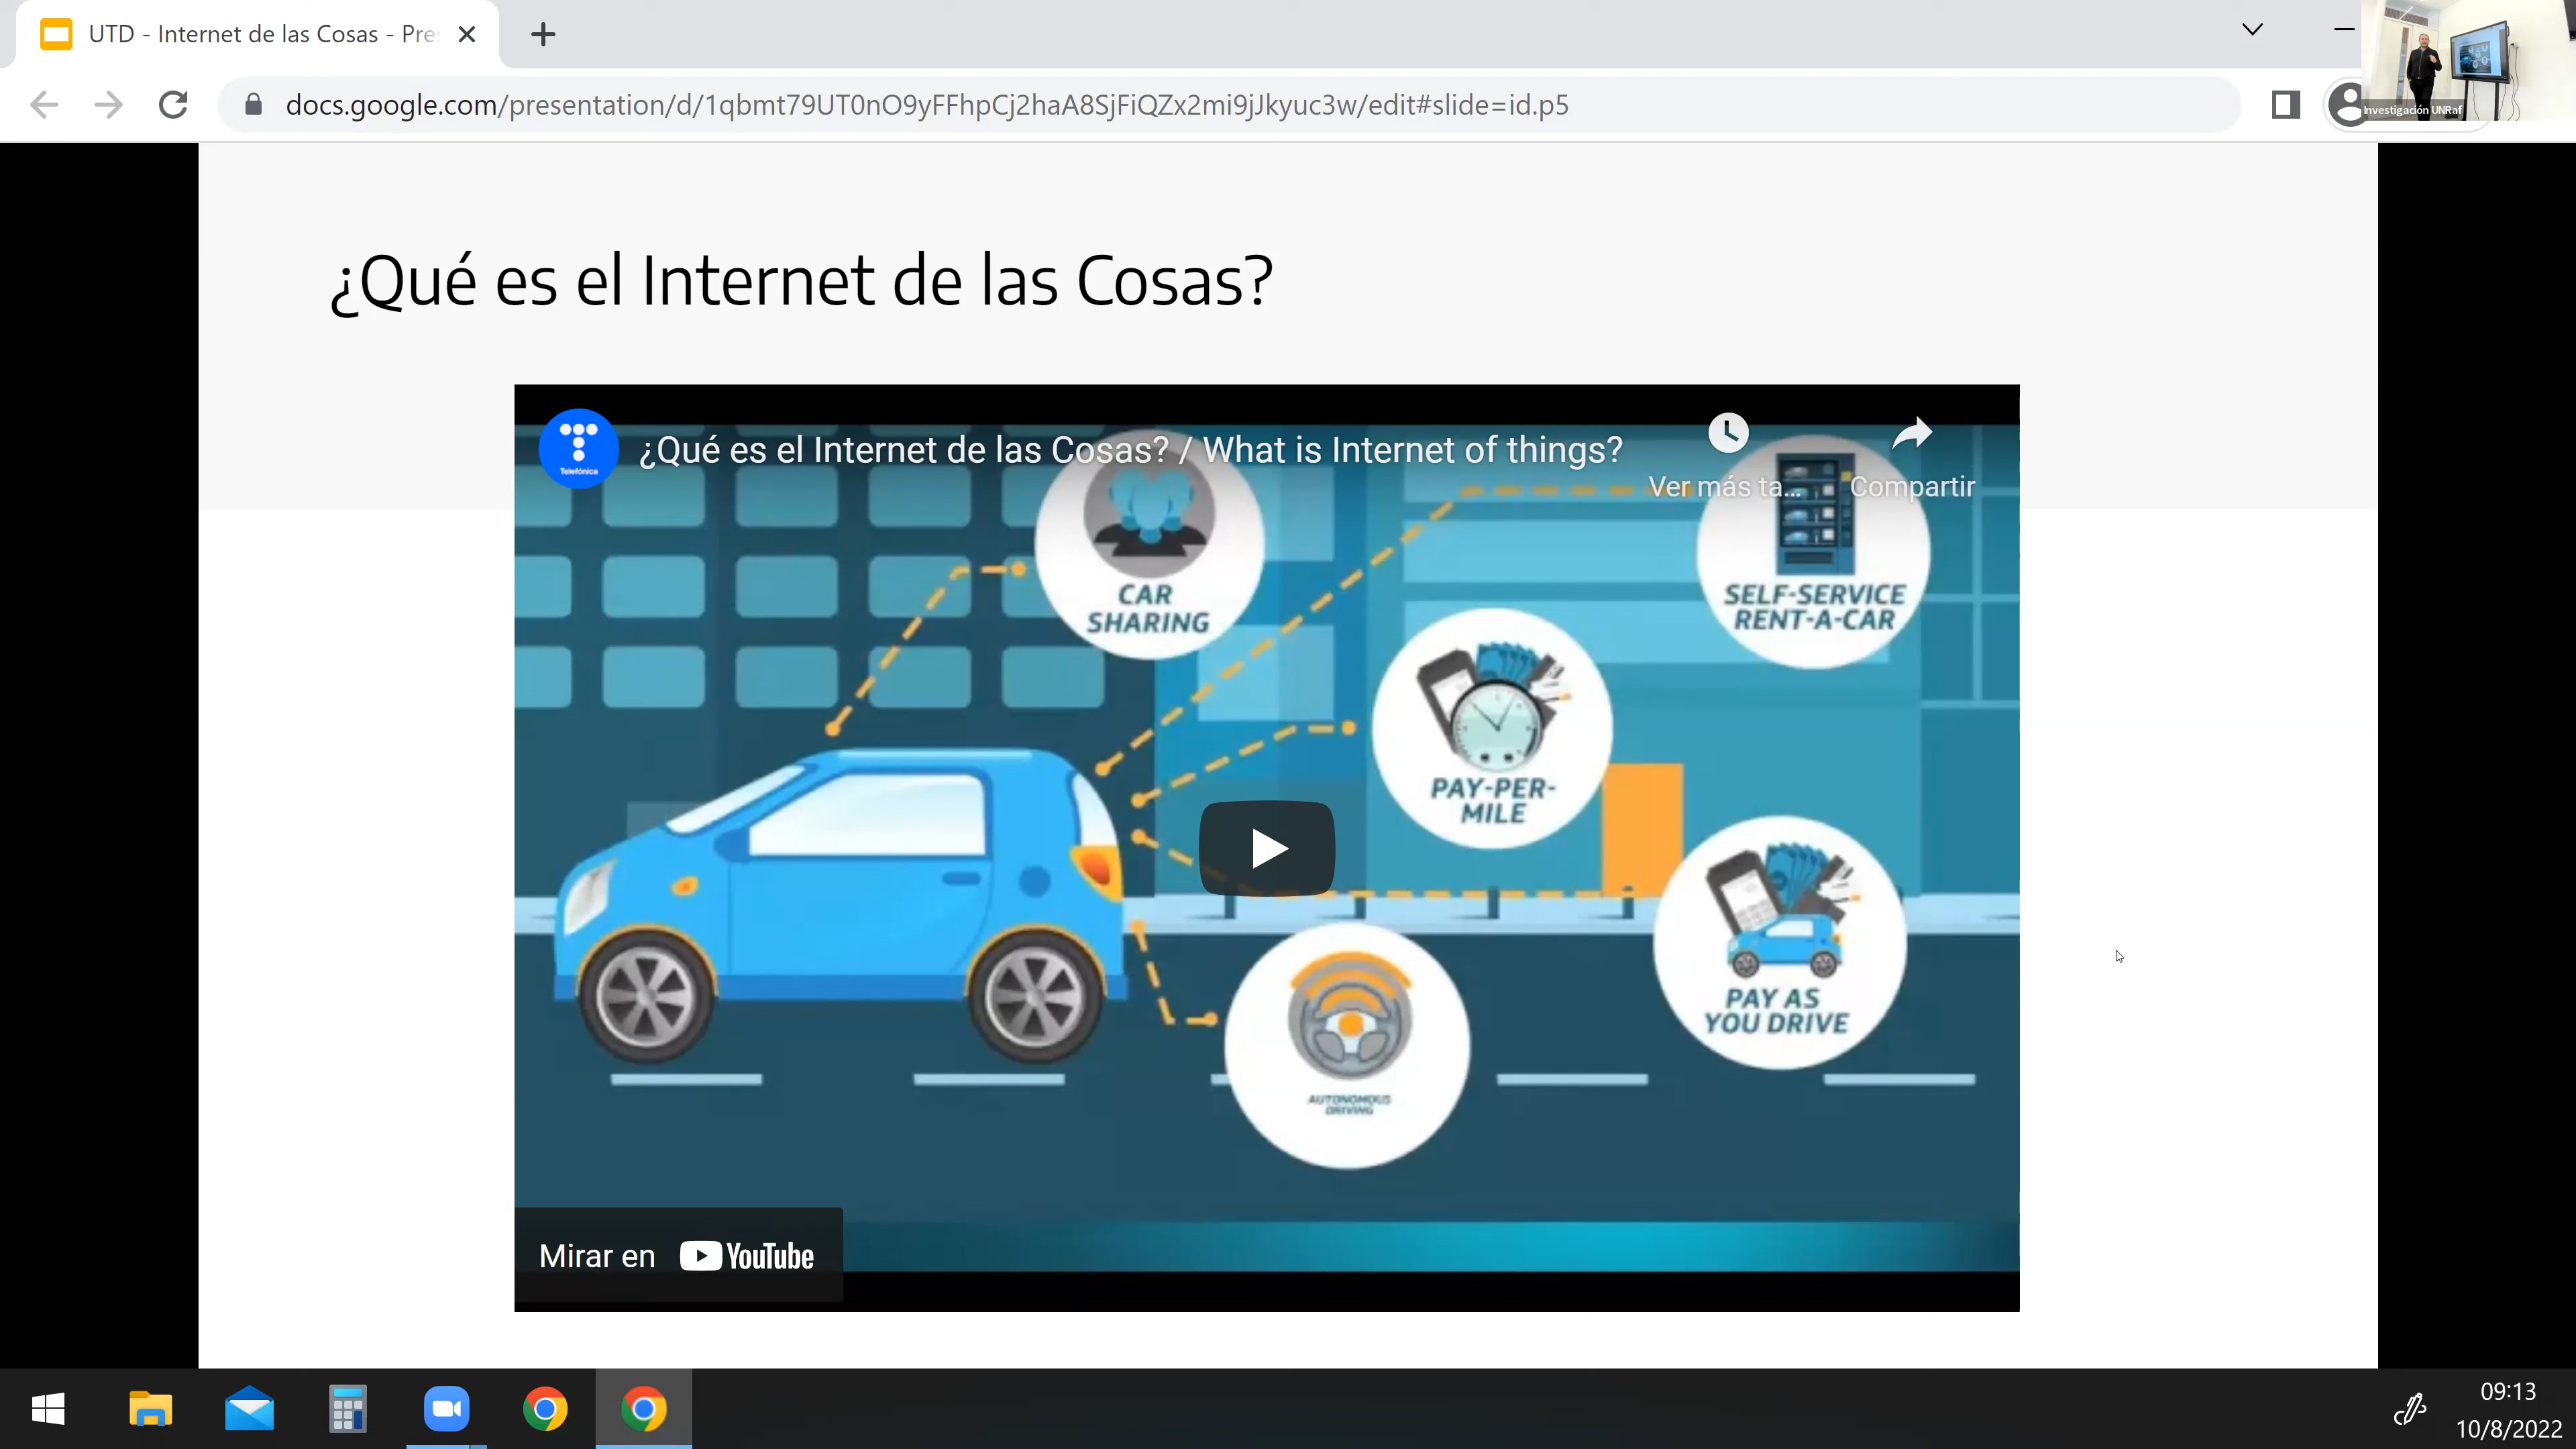 UTD - Internet de las Cosas - Pre
docs.google.com/presentation/d/1qbmt79UT0nO9yFFhpCj2haA8SjFiQZx2mi9jJkyuc3w/edit#slide=id.p5
Investigación UNRaf
¿Qué es el Internet de las Cosas?
Telefónica
¿Qué es el Internet de las Cosas? / What is Internet of things?
Ver más ta...
Compartir
CAR
SHARING
SELF-SERVICE
RENT-A-CAR
PAY-PER-
MILE
PAY AS
YOU DRIVE
AUTONOMOUS
DRIVING
Mirar en YouTube
09:13
10/8/2022